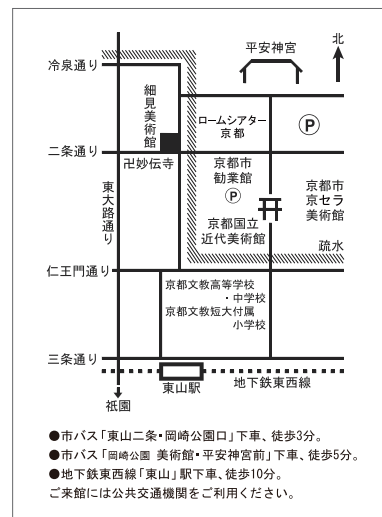 北
平安神宮
冷泉通り
細見美術館
ロームシアター
京都
P
二条通り
卍妙伝寺
京都市
勧業館
P
京都市
京セラ
美術館
東大路通り
京都国立
近代美術館
疏水
仁王門通り
京都文教高等学校
・中学校
京都文教短大付属
小学校
三条通り
東山駅
地下鉄東西線
祇園
●市バス「東山二条・岡崎公園口」下車、徒歩3分。
●市バス「岡崎公園 美術館・平安神宮前」下車、徒歩5分。
●地下鉄東西線「東山」駅下車、徒歩10分。
ご来館には公共交通機関をご利用ください。